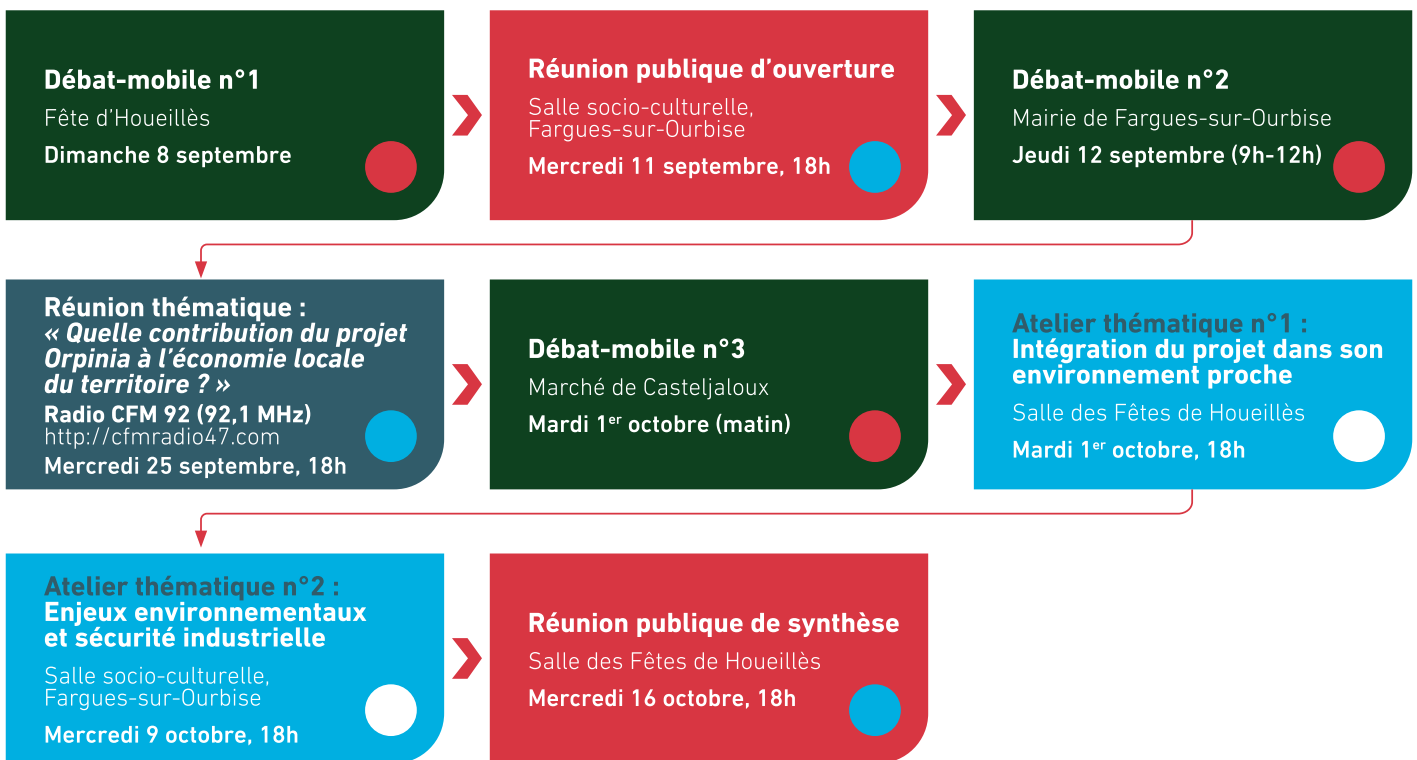 Débat-mobile n°1
Fête d'Houeillès
Dimanche 8 septembre
Réunion publique d'ouverture
Salle socio-culturelle,
Fargues-sur-Ourbise
Mercredi 11 septembre, 18h
Débat-mobile n°2
Mairie de Fargues-sur-Ourbise
Jeudi 12 septembre (9h-12h)
Réunion thématique :
« Quelle contribution du projet
Orpinia à l'économie locale
du territoire ? »
Radio CFM 92 (92,1 MHz)
http://cfmradio47.com
Mercredi 25 septembre, 18h
Débat-mobile n°3
Marché de Casteljaloux
Mardi 1er octobre (matin)
Atelier thématique n°1 :
Intégration du projet dans son
environnement proche
Salle des Fêtes de Houeillès
Mardi 1er octobre, 18h
Atelier thématique n°2 :
Enjeux environnementaux
et sécurité industrielle
Salle socio-culturelle,
Fargues-sur-Ourbise
Mercredi 9 octobre, 18h
Réunion publique de synthèse
Salle des Fêtes de Houeillès
Mercredi 16 octobre, 18h